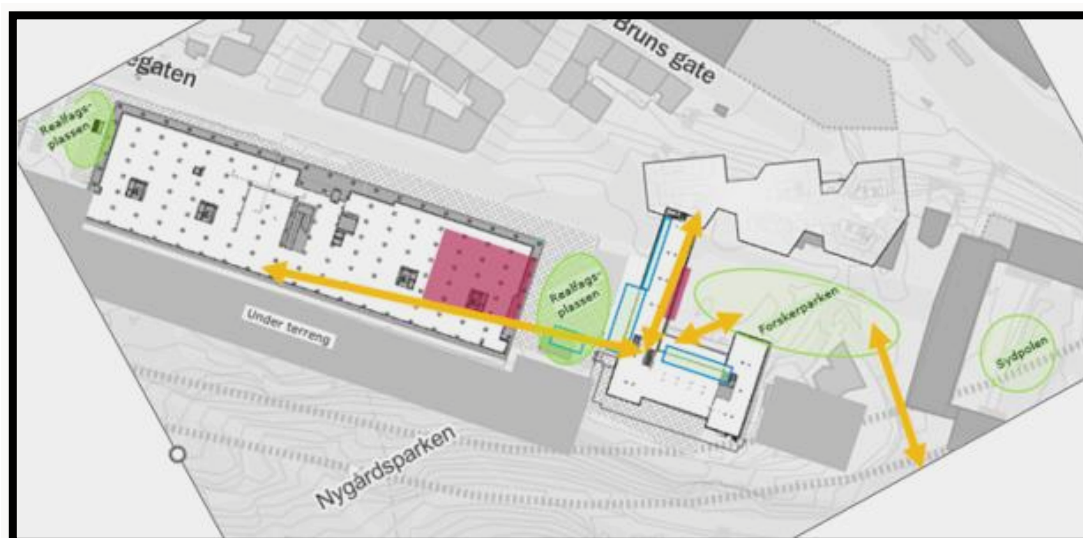 egaten
Bruns gate
Realfags-
plassen
Realfags-
plassen
Under terreng
Forskerparken
Sydpolen
Nygårdsparken